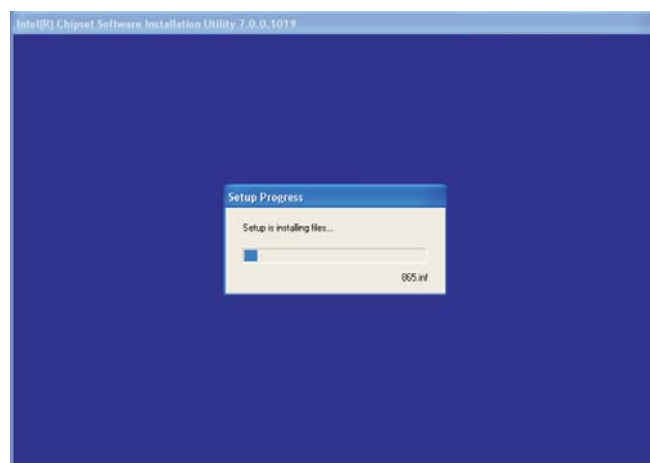 Intel(R) Chipset Software Installation Utility 7.0.0.1019
Setup Progress
Setup is installing files...
865.inf